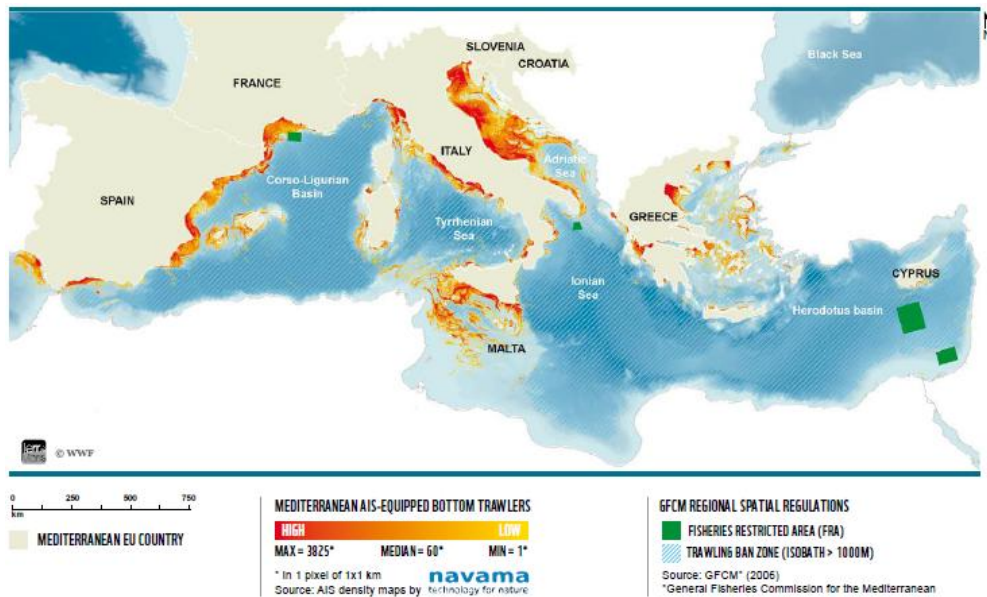 SLOVENIA
CROATIA
Black Sea
FRANCE
ITALY
Adriatic
Sea
Corso-Ligurian
Basin
SPAIN
Tyrrhenian
Sea
GREECE
Ionian
Sea
CYPRUS
Herodotus basin
MALTA
© WWF
0 250 500 750
km
MEDITERRANEAN EU COUNTRY
MEDITERRANEAN AIS-EQUIPPED BOTTOM TRAWLERS
HIGH LOW
MAX = 3825* MEDIAN = 60* MIN = 1*
* In 1 pixel of 1x1 km
Source: AIS density maps by navama
technology for nature
GFCM REGIONAL SPATIAL REGULATIONS
FISHERIES RESTRICTED AREA (FRA)
TRAWLING BAN ZONE (ISOBATH > 1000M)
Source: GFCM* (2006)
*General Fisheries Commission for the Mediterranean